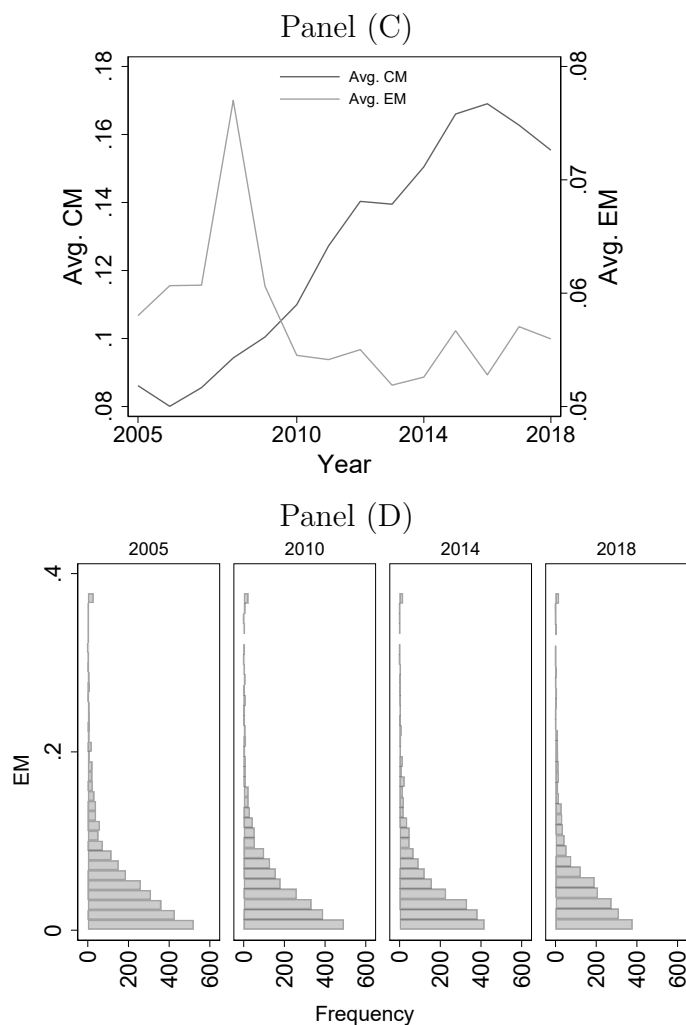 Panel (C)
Avg. CM
Avg. EM
.18
.16
.14
.12
.1
.08
Avg. CM
.08
.07
.06
.05
Avg. EM
2005 2010 2014 2018
Year
Panel (D)
2005 2010 2014 2018
.4
.2
0
EM
0 200 400 600 0 200 400 600 0 200 400 600 0 200 400 600
Frequency